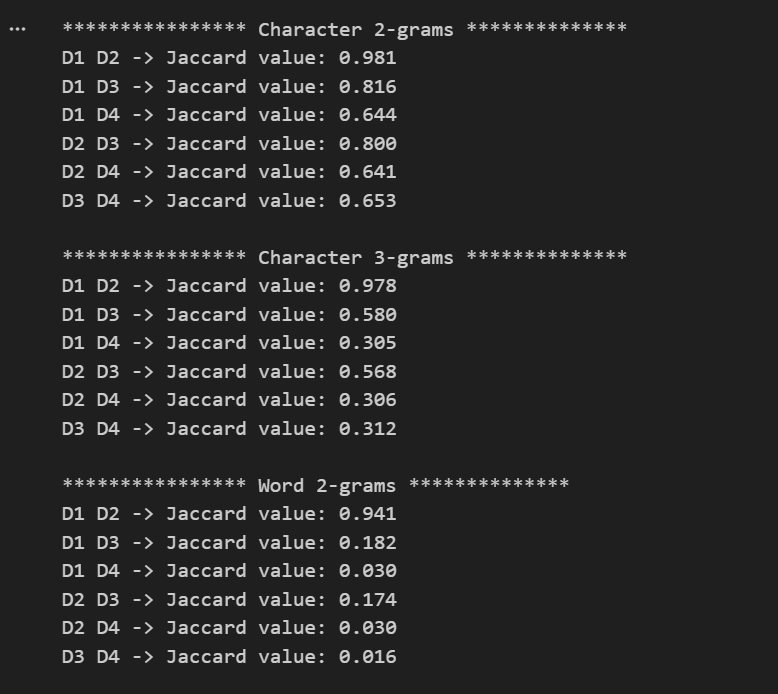 ... **************** Character 2-grams **************
D1 D2 -> Jaccard value: 0.981
D1 D3 -> Jaccard value: 0.816
D1 D4 -> Jaccard value: 0.644
D2 D3 -> Jaccard value: 0.800
D2 D4 -> Jaccard value: 0.641
D3 D4 -> Jaccard value: 0.653
**************** Character 3-grams **************
D1 D2 -> Jaccard value: 0.978
D1 D3 -> Jaccard value: 0.580
D1 D4 -> Jaccard value: 0.305
D2 D3 -> Jaccard value: 0.568
D2 D4 -> Jaccard value: 0.306
D3 D4 -> Jaccard value: 0.312
**************** Word 2-grams **************
D1 D2 -> Jaccard value: 0.941
D1 D3 -> Jaccard value: 0.182
D1 D4 -> Jaccard value: 0.030
D2 D3 -> Jaccard value: 0.174
D2 D4 -> Jaccard value: 0.030
D3 D4 -> Jaccard value: 0.016